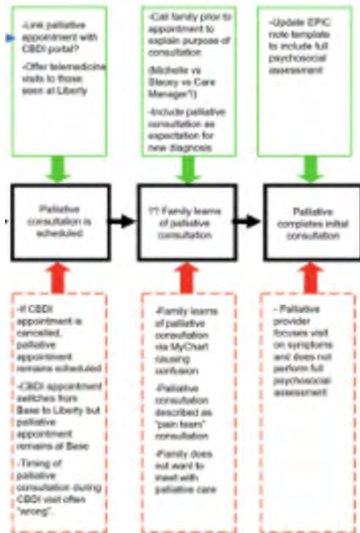 -Link palliative
appointment with
CBDI portal?
-Offer telemedicine
visits to those
seen at Liberty
-Call family prior to
appointment to
explain purpose of
consultation
(Michelle vs
Stacey vs Care
Manager?)
-Include palliative
consultation as
expectation for
new diagnosis
-Update EPIC
note template
to include full
psychosocial
assessment
Palliative
consultation is
scheduled
?? Family learns
of palliative
consultation
Palliative
completes initial
consultation
-If CBDI
appointment is
cancelled,
palliative
appointment
remains scheduled
-CBDI appointment
switches from
Base to Liberty but
palliative
appointment
remains at Base
-Timing of
palliative
consultation during
CBDI visit often
"wrong".
-Family learns
of palliative
consultation
via MyChart
causing
confusion
-Palliative
consultation
described as
"pain team"
consultation
-Family does
not want to
meet with
palliative care
- Palliative
provider
focuses visit
on symptoms
and does not
perform full
psychosocial
assessment